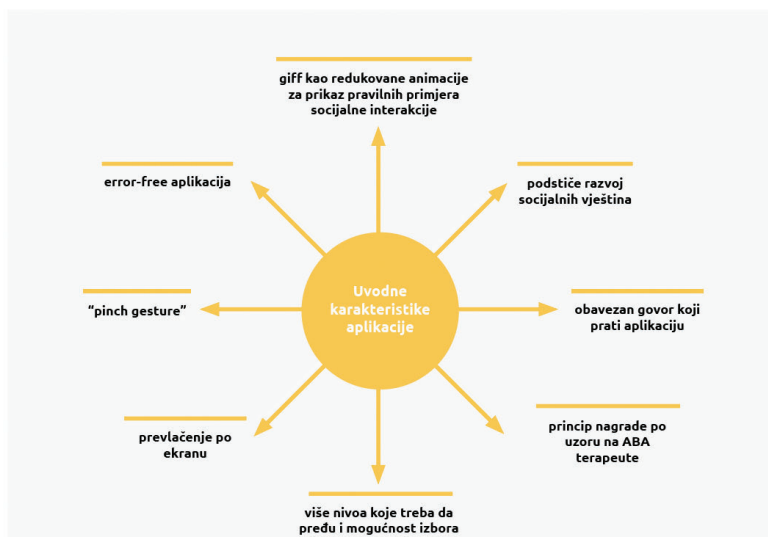 giff kao redukovane animacije
za prikaz pravilnih primjera
socijalne interakcije
error-free aplikacija
podstiče razvoj
socijalnih vještina
Uvodne
karakteristike
aplikacije
“pinch gesture”
obavezan govor koji
prati aplikaciju
prevlačenje po
ekranu
princip nagrade po
uzoru na ABA
terapeute
više nivoa koje treba da
pređu i mogućnost izbora